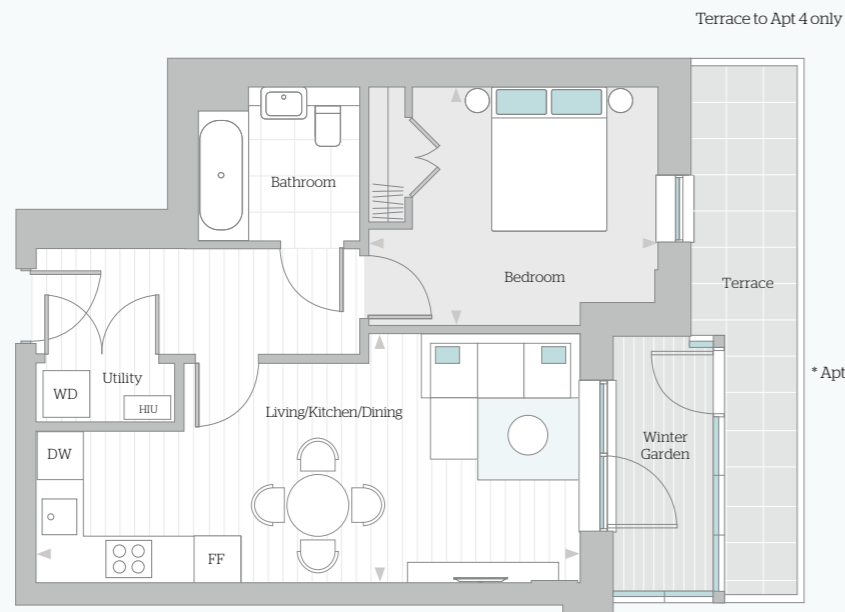 Terrace to Apt 4 only
Bathroom
Bedroom
Terrace
Utility
WD
HIU
* Apt
Living/Kitchen/Dining
Winter
Garden
DW
FF